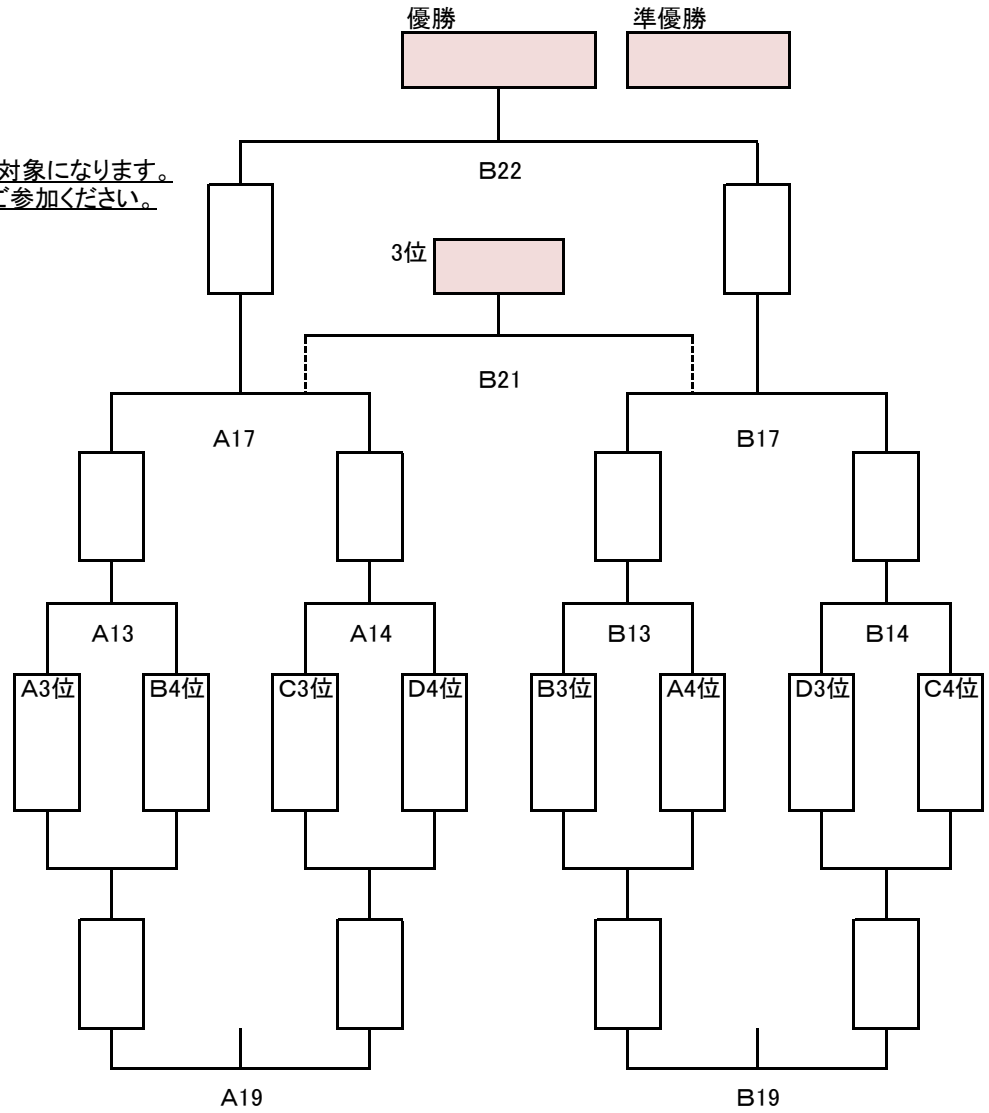 優勝
準優勝
対象になります。
ご参加ください。
B22
3位
B21
A17
B17
A13
A14
B13
B14
A3位
B4位
C3位
D4位
B3位
A4位
D3位
C4位
A19
B19